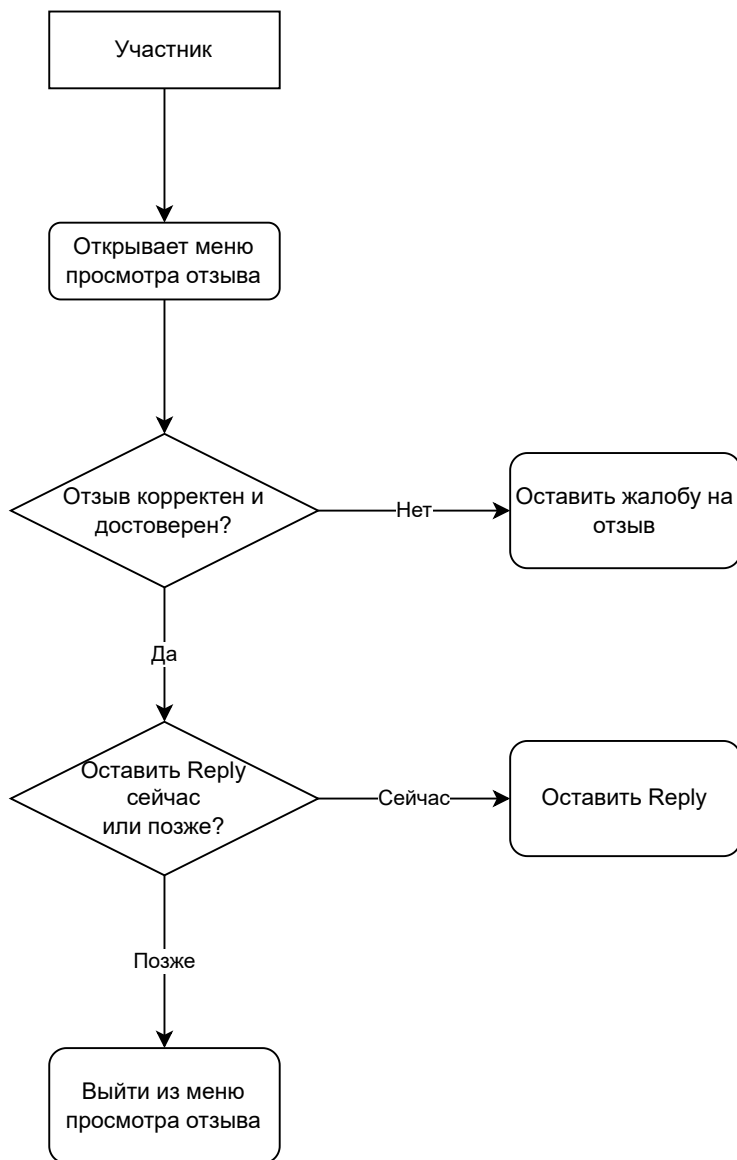 Участник
Открывает меню
просмотра отзыва
Отзыв корректен и
достоверен?
Нет
Оставить жалобу на
отзыв
Да
Оставить Reply
сейчас
или позже?
Сейчас
Оставить Reply
Позже
Выйти из меню
просмотра отзыва